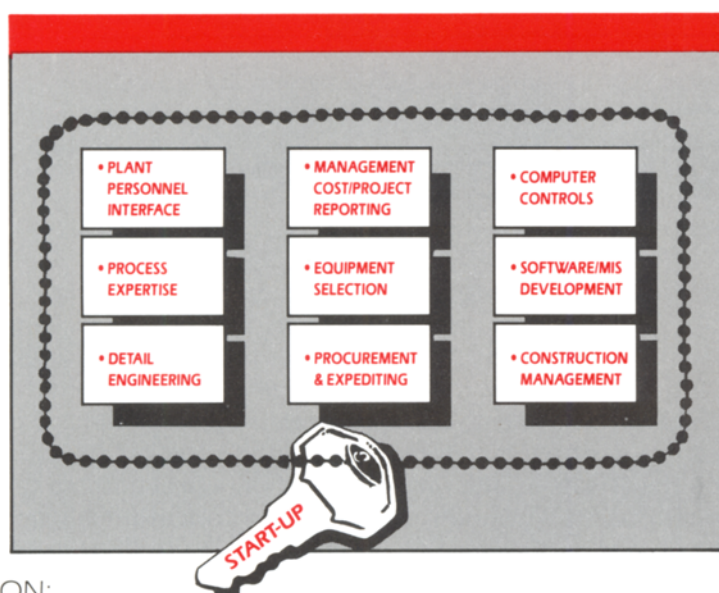 • PLANT
PERSONNEL
INTERFACE
• MANAGEMENT
COST/PROJECT
REPORTING
• COMPUTER
CONTROLS
• PROCESS
EXPERTISE
• EQUIPMENT
SELECTION
• SOFTWARE/MIS
DEVELOPMENT
• DETAIL
ENGINEERING
• PROCUREMENT
& EXPEDITING
• CONSTRUCTION
MANAGEMENT
START-UP